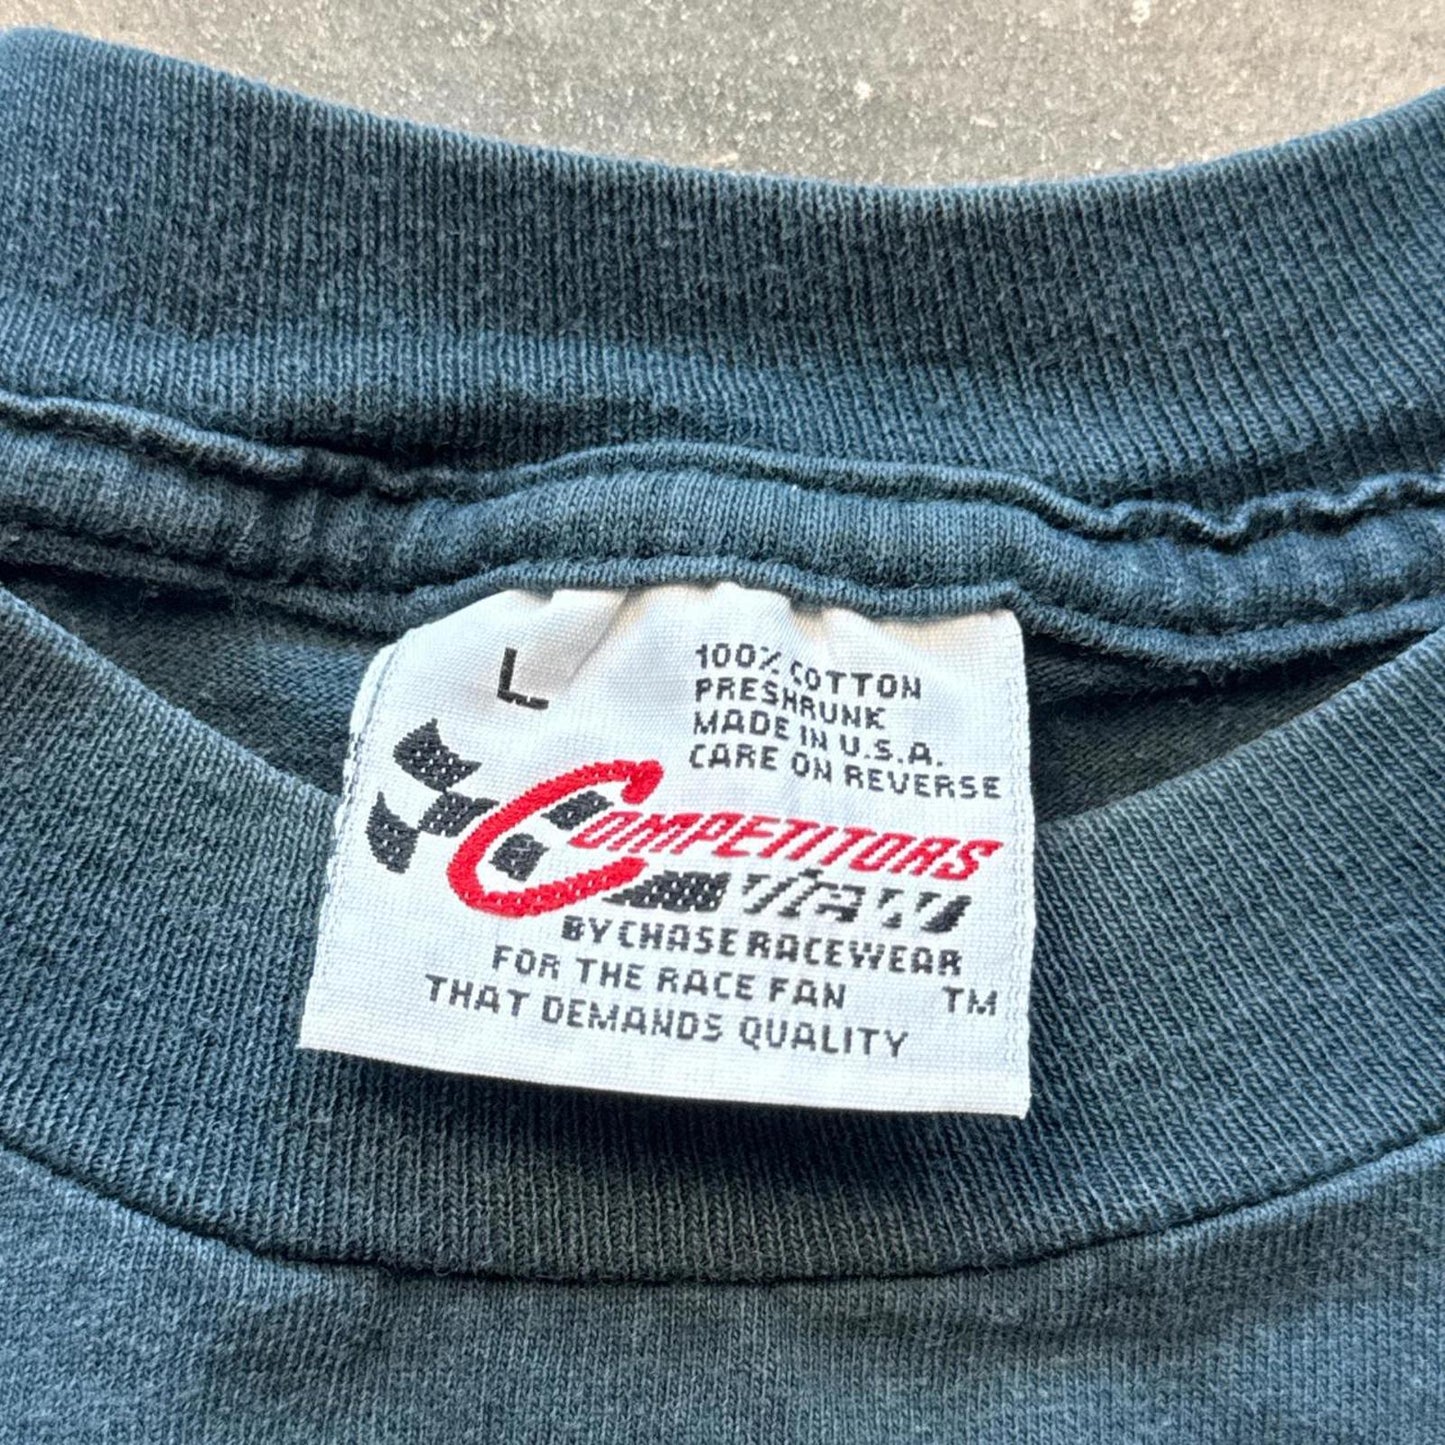 L
100% COTTON
PRESHRUNK
MADE IN U.S.A.
CARE ON REVERSE
COMPETITORS
VIEW
BY CHASE RACEWEAR
FOR THE RACE FAN
THAT DEMANDS QUALITY
TM